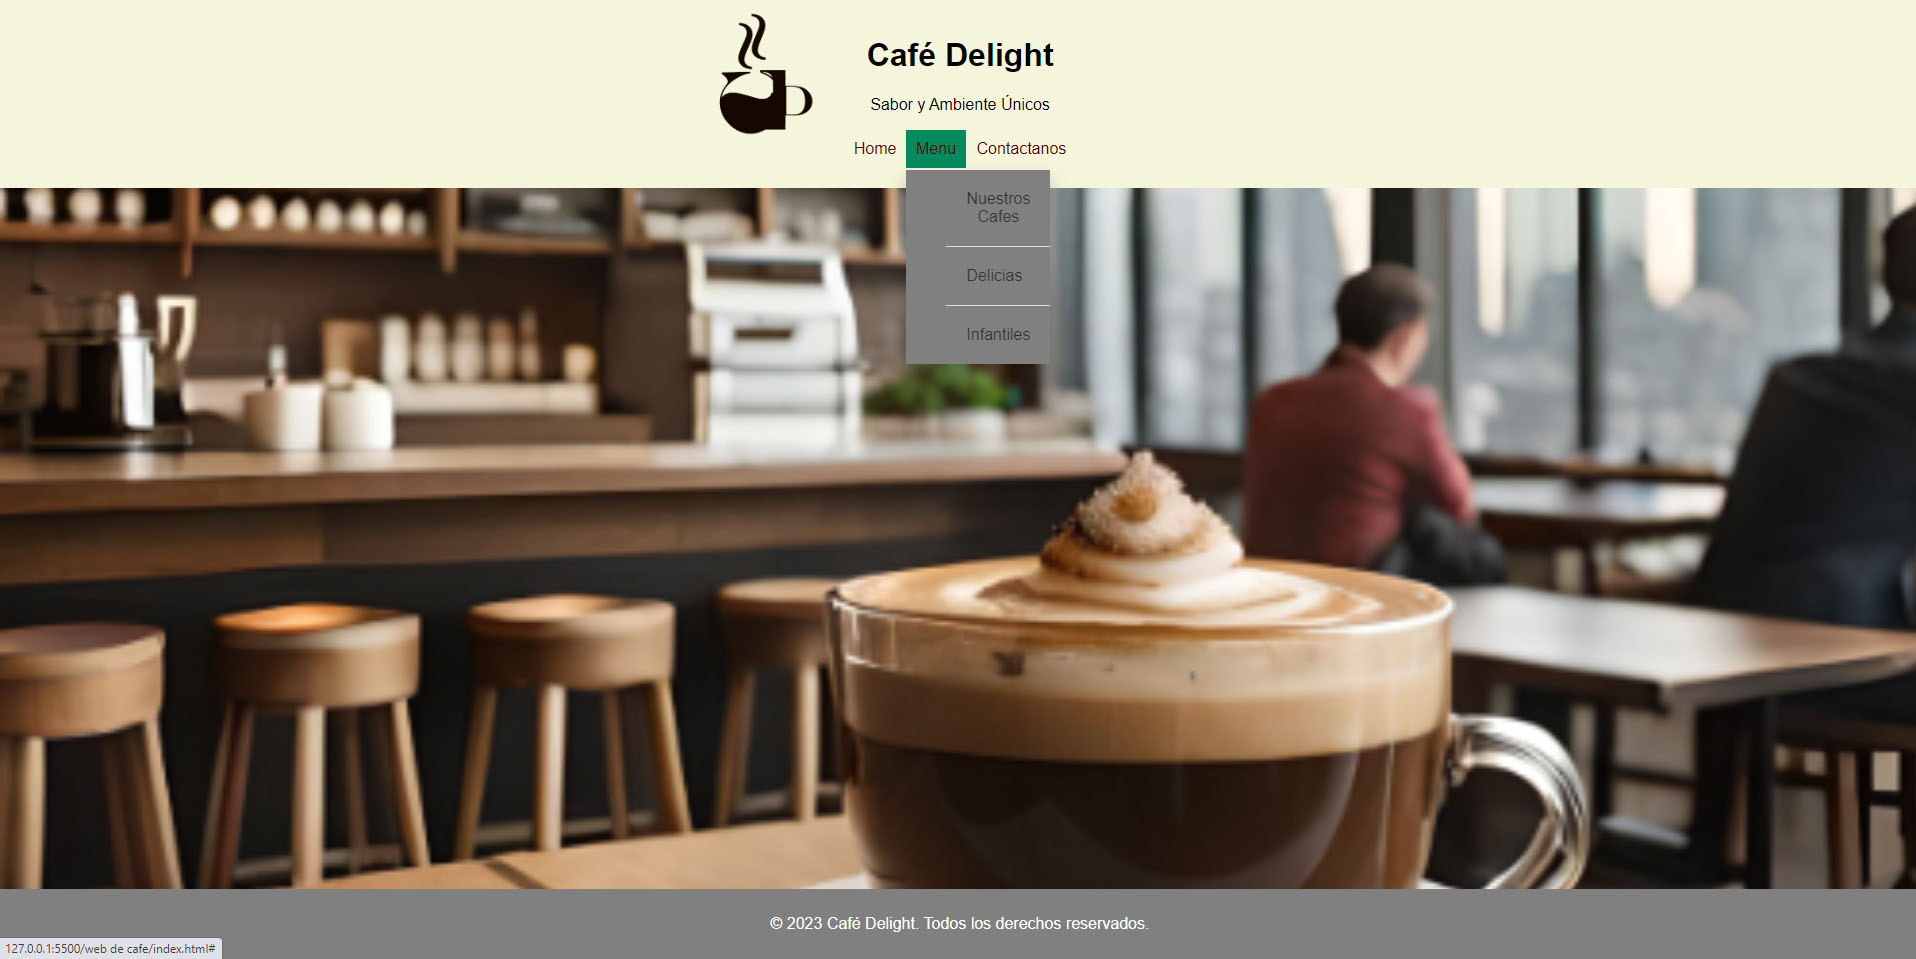 Café Delight
Sabor y Ambiente Únicos
Home Menu Contactanos
Nuestros
Cafes
Delicias
Infantiles
© 2023 Café Delight. Todos los derechos reservados.
127.0.0.1:5500/web de cafe/index.html#